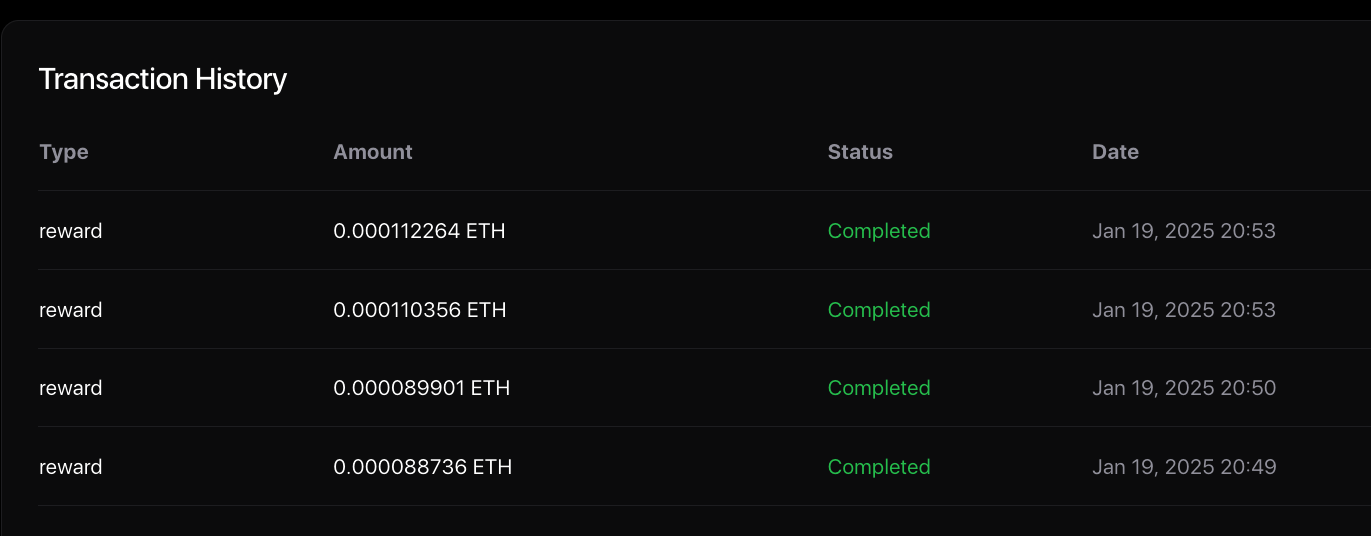 Transaction History
Type Amount Status Date
reward 0.000112264 ETH Completed Jan 19, 2025 20:53
reward 0.000110356 ETH Completed Jan 19, 2025 20:53
reward 0.000089901 ETH Completed Jan 19, 2025 20:50
reward 0.000088736 ETH Completed Jan 19, 2025 20:49